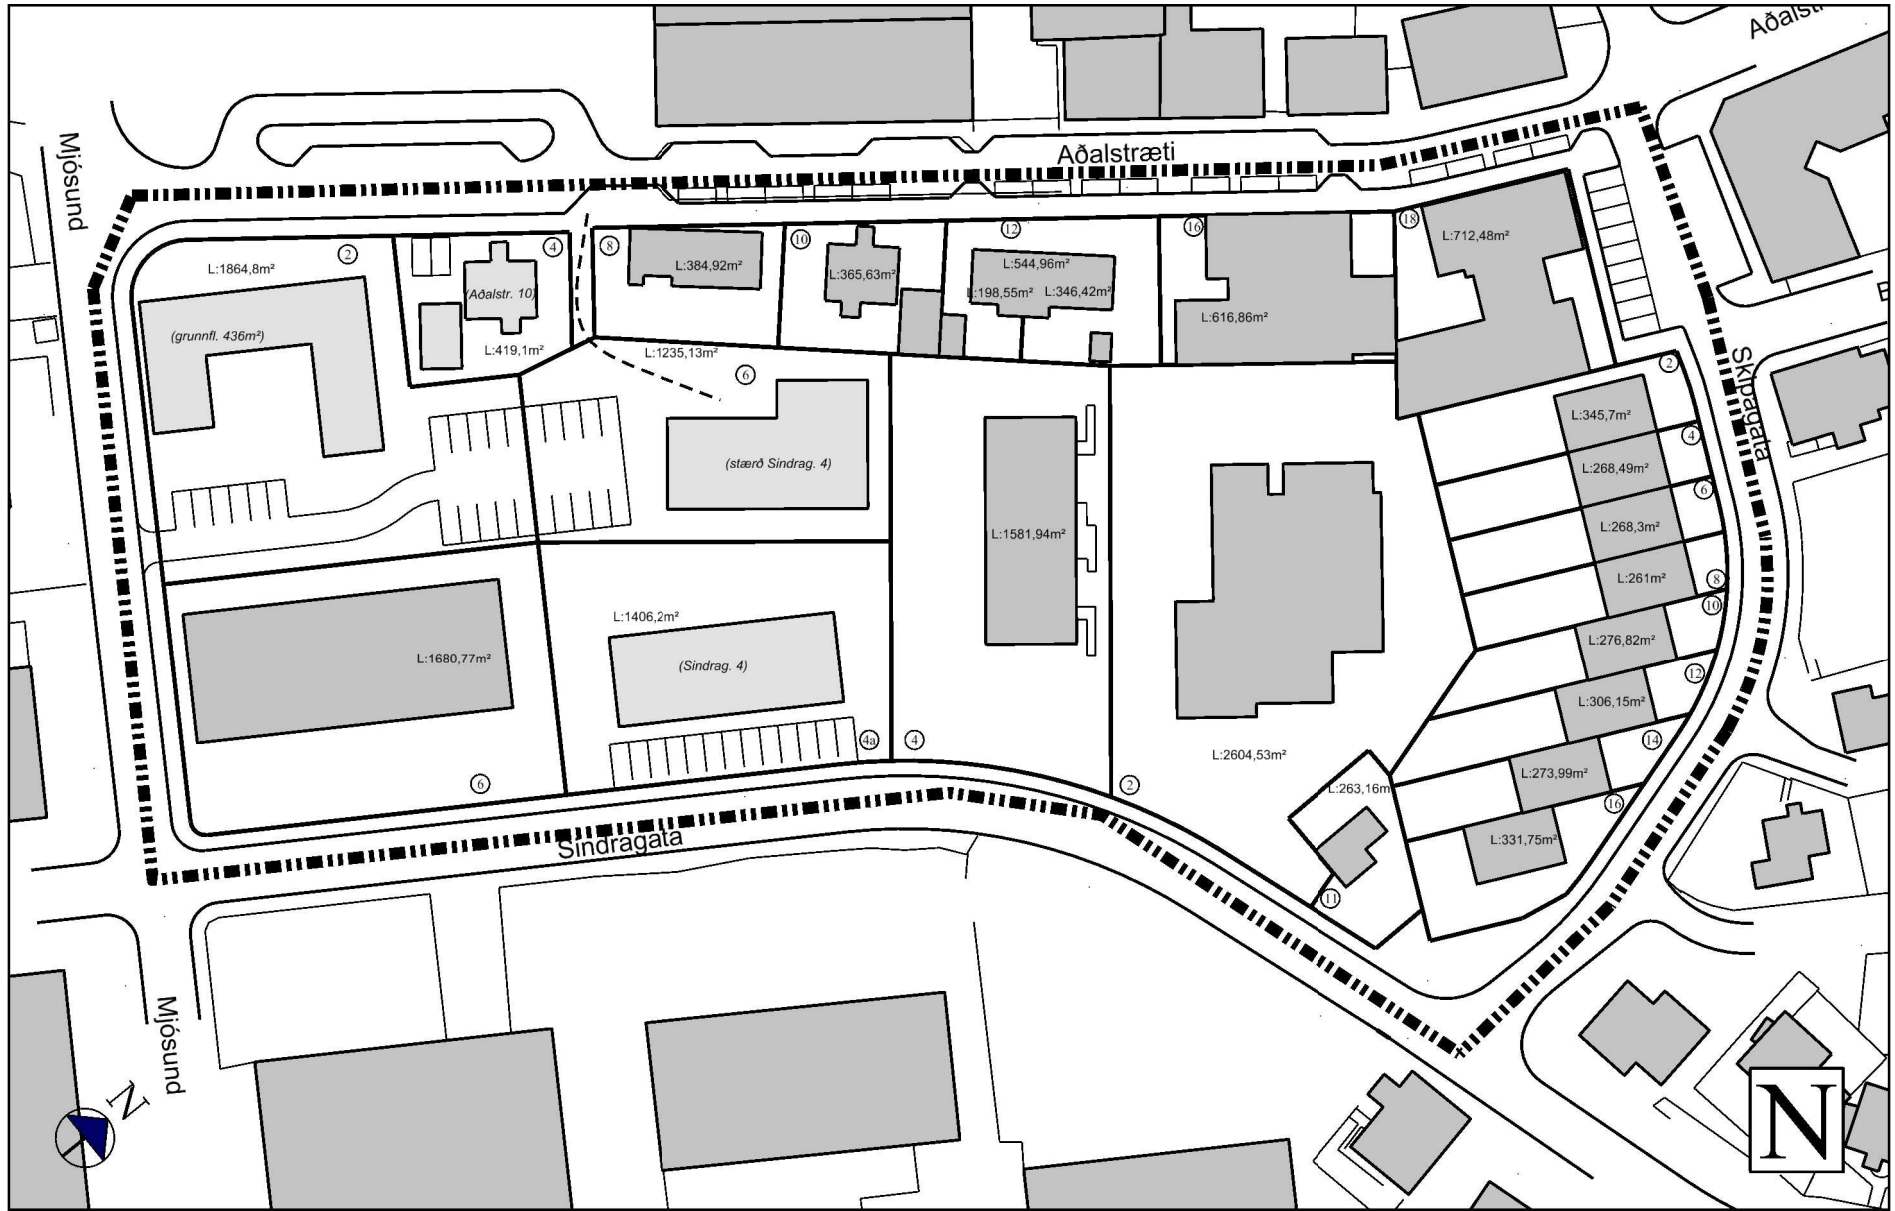 Aðalstr
Mjósund
Aðalstræti
2
L:1864,8m²
4
8
10
12
16
18
L:712,48m²
L:384,92m²
L:365,63m²
L:544,96m²
L:198,55m²
L:346,42m²
(Aðalstr. 10)
L:616,86m²
(grunnfl. 436m²)
L:419,1m²
L:1235,13m²
6
Skipagata
2
L:345,7m²
4
(stærð Sindrag. 4)
L:268,49m²
6
L:1581,94m²
L:268,3m²
L:261m²
8
10
L:1406,2m²
L:276,82m²
L:1680,77m²
(Sindrag. 4)
12
L:306,15m²
4a
4
14
L:2604,53m²
L:273,99m²
6
2
L:263,16m
16
Sindragata
L:331,75m²
11
Mjósund
N
N